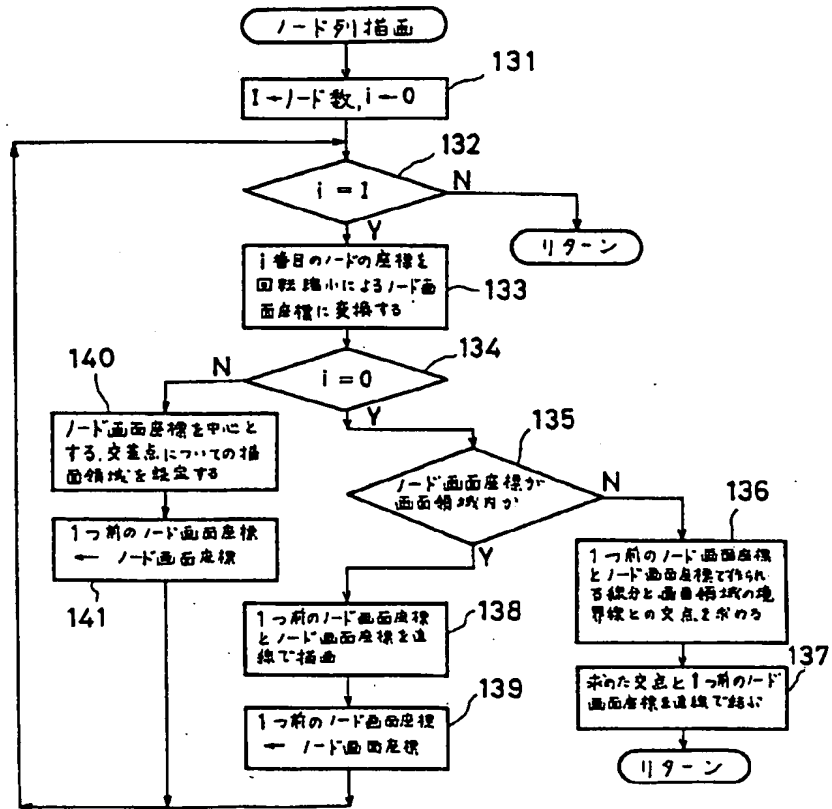 ノード列描画
131
I←ノード数, i←0
132
i = I
N
Y
リターン
i番目のノードの座標を
回転縮小によるノード画
面座標に変換する
133
134
i=0
N
Y
140
ノード画面座標を中心と
する、交差点についての描
画領域を設定する
1つ前のノード画面座標
← ノード画面座標
141
135
ノード画面座標が
画面領域内か
N
Y
136
1つ前のノード画面座標
とノード画面座標で作られ
る線分と画面領域の境
界線との交点を求める
137
求めた交点と1つ前のノード
画面座標を直線で結ぶ
リターン
138
1つ前のノード画面座標
とノード画面座標を直
線で描画
139
1つ前のノード画面座標
← ノード画面座標